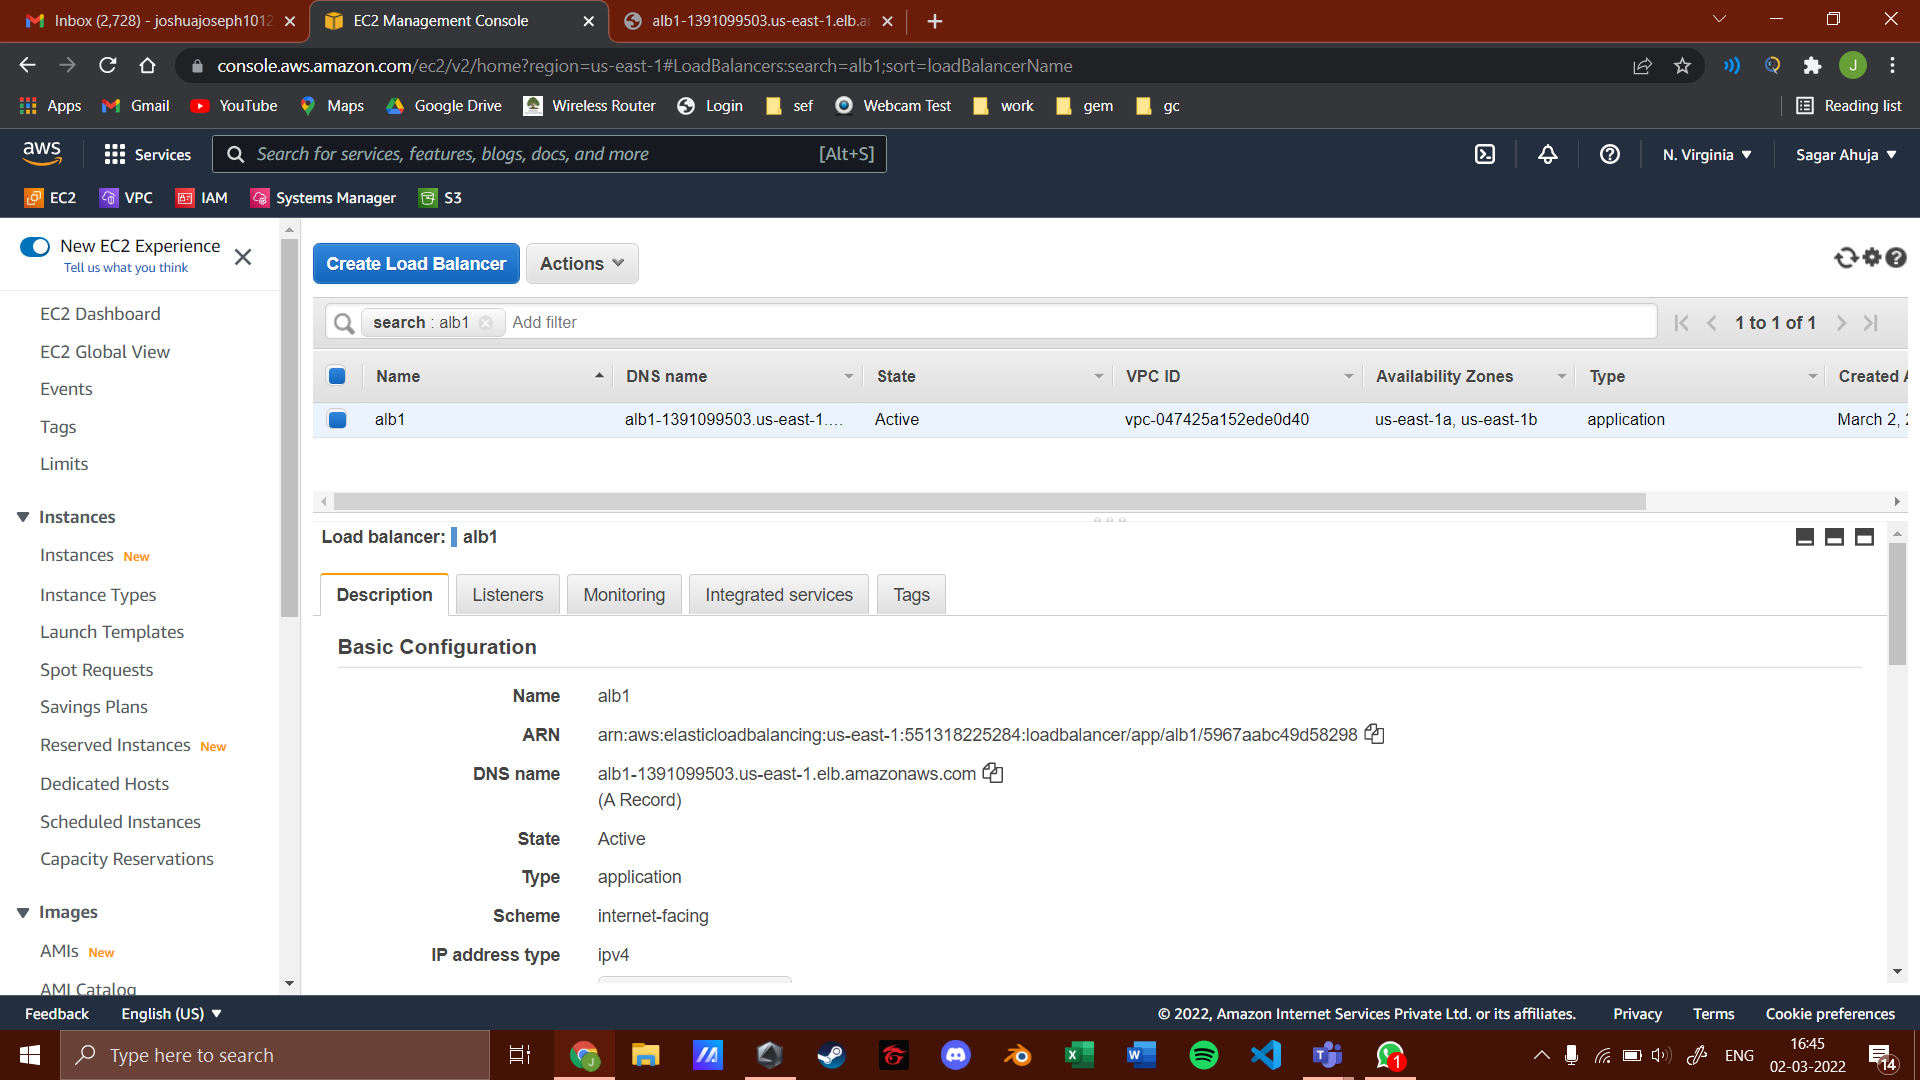 Inbox (2,728) - joshuajoseph1012
EC2 Management Console
alb1-1391099503.us-east-1.elb.a
console.aws.amazon.com/ec2/v2/home?region=us-east-1#LoadBalancers:search=alb1;sort=loadBalancerName
J
Apps
Gmail
YouTube
Maps
Google Drive
Wireless Router
Login
sef
Webcam Test
work
gem
gc
Reading list
aws
Services
Search for services, features, blogs, docs, and more
[Alt+S]
N. Virginia
Sagar Ahuja
EC2
VPC
IAM
Systems Manager
S3
New EC2 Experience
Tell us what you think
EC2 Dashboard
EC2 Global View
Events
Tags
Limits
Instances
Instances New
Instance Types
Launch Templates
Spot Requests
Savings Plans
Reserved Instances New
Dedicated Hosts
Scheduled Instances
Capacity Reservations
Images
AMIs New
AMI Catalog
Create Load Balancer
Actions
search : alb1
Add filter
1 to 1 of 1
Name
DNS name
State
VPC ID
Availability Zones
Type
Created A
alb1
alb1-1391099503.us-east-1....
Active
vpc-047425a152ede0d40
us-east-1a, us-east-1b
application
March 2, 2
Load balancer: alb1
Description
Listeners
Monitoring
Integrated services
Tags
Basic Configuration
Name alb1
ARN arn:aws:elasticloadbalancing:us-east-1:551318225284:loadbalancer/app/alb1/5967aabc49d58298
DNS name alb1-1391099503.us-east-1.elb.amazonaws.com
(A Record)
State Active
Type application
Scheme internet-facing
IP address type ipv4
Feedback
English (US)
© 2022, Amazon Internet Services Private Ltd. or its affiliates.
Privacy
Terms
Cookie preferences
Type here to search
1
ENG
16:45
02-03-2022
14